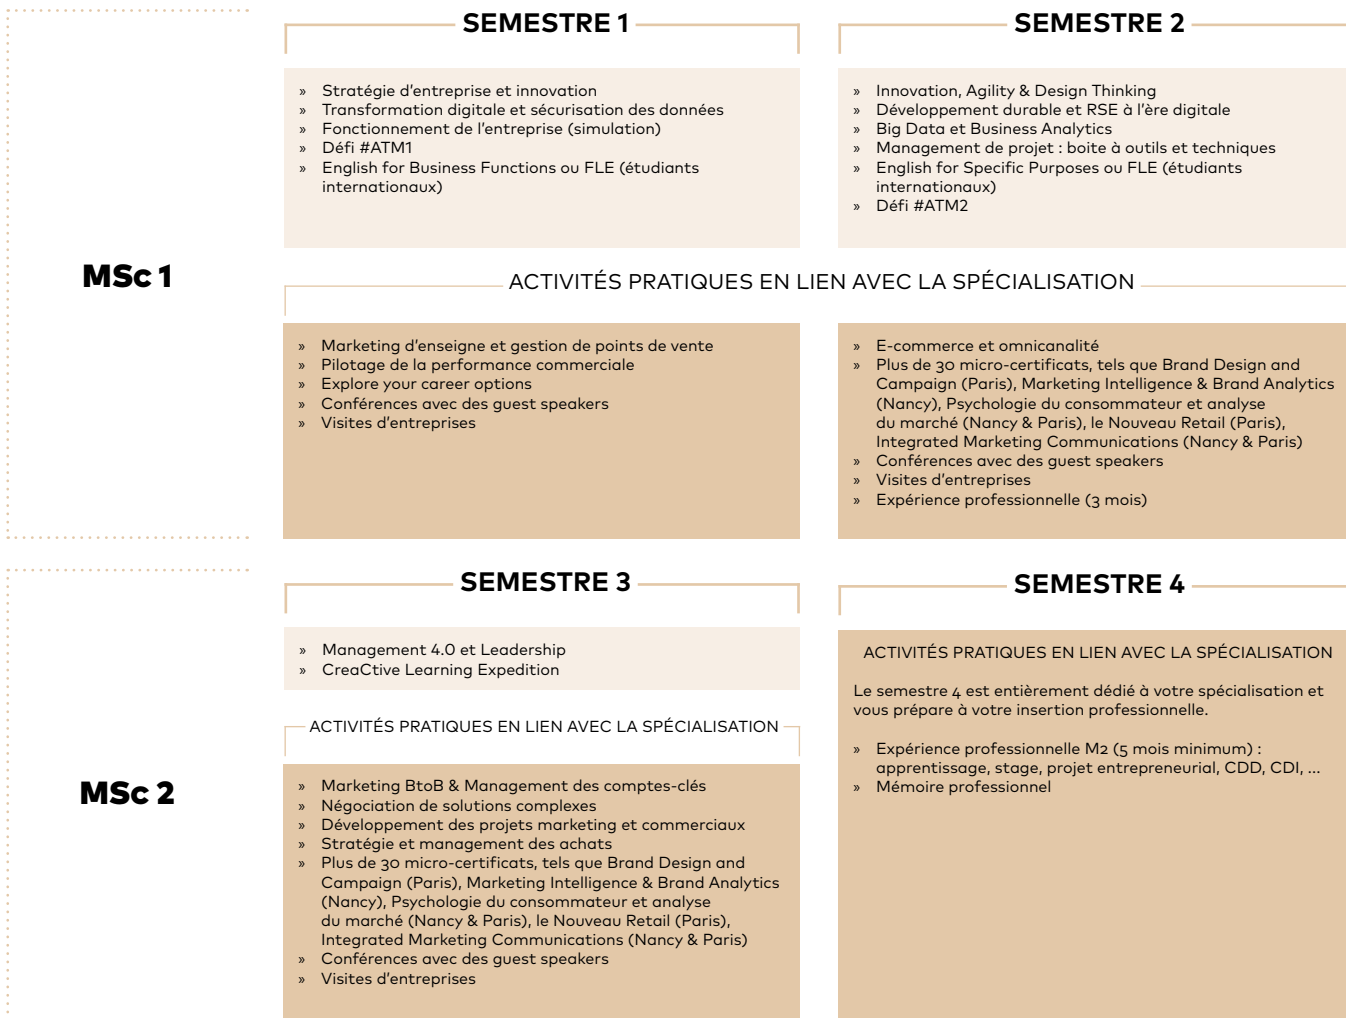 MSc 1
SEMESTRE 1
» Stratégie d'entreprise et innovation
» Transformation digitale et sécurisation des données
» Fonctionnement de l'entreprise (simulation)
» Défi #ATM1
» English for Business Functions ou FLE (étudiants
internationaux)
SEMESTRE 2
» Innovation, Agility & Design Thinking
» Développement durable et RSE à l'ère digitale
» Big Data et Business Analytics
» Management de projet : boite à outils et techniques
» English for Specific Purposes ou FLE (étudiants
internationaux)
» Défi #ATM2
ACTIVITÉS PRATIQUES EN LIEN AVEC LA SPÉCIALISATION
» Marketing d'enseigne et gestion de points de vente
» Pilotage de la performance commerciale
» Explore your career options
» Conférences avec des guest speakers
» Visites d'entreprises
» E-commerce et omnicanalité
» Plus de 30 micro-certificats, tels que Brand Design and
Campaign (Paris), Marketing Intelligence & Brand Analytics
(Nancy), Psychologie du consommateur et analyse
du marché (Nancy & Paris), le Nouveau Retail (Paris),
Integrated Marketing Communications (Nancy & Paris)
» Conférences avec des guest speakers
» Visites d'entreprises
» Expérience professionnelle (3 mois)
MSc 2
SEMESTRE 3
» Management 4.0 et Leadership
» CreaCtive Learning Expedition
ACTIVITÉS PRATIQUES EN LIEN AVEC LA SPÉCIALISATION
» Marketing BtoB & Management des comptes-clés
» Négociation de solutions complexes
» Développement des projets marketing et commerciaux
» Stratégie et management des achats
» Plus de 30 micro-certificats, tels que Brand Design and
Campaign (Paris), Marketing Intelligence & Brand Analytics
(Nancy), Psychologie du consommateur et analyse
du marché (Nancy & Paris), le Nouveau Retail (Paris),
Integrated Marketing Communications (Nancy & Paris)
» Conférences avec des guest speakers
» Visites d'entreprises
SEMESTRE 4
ACTIVITÉS PRATIQUES EN LIEN AVEC LA SPÉCIALISATION
Le semestre 4 est entièrement dédié à votre spécialisation et
vous prépare à votre insertion professionnelle.
» Expérience professionnelle M2 (5 mois minimum) :
apprentissage, stage, projet entrepreneurial, CDD, CDI, ...
» Mémoire professionnel